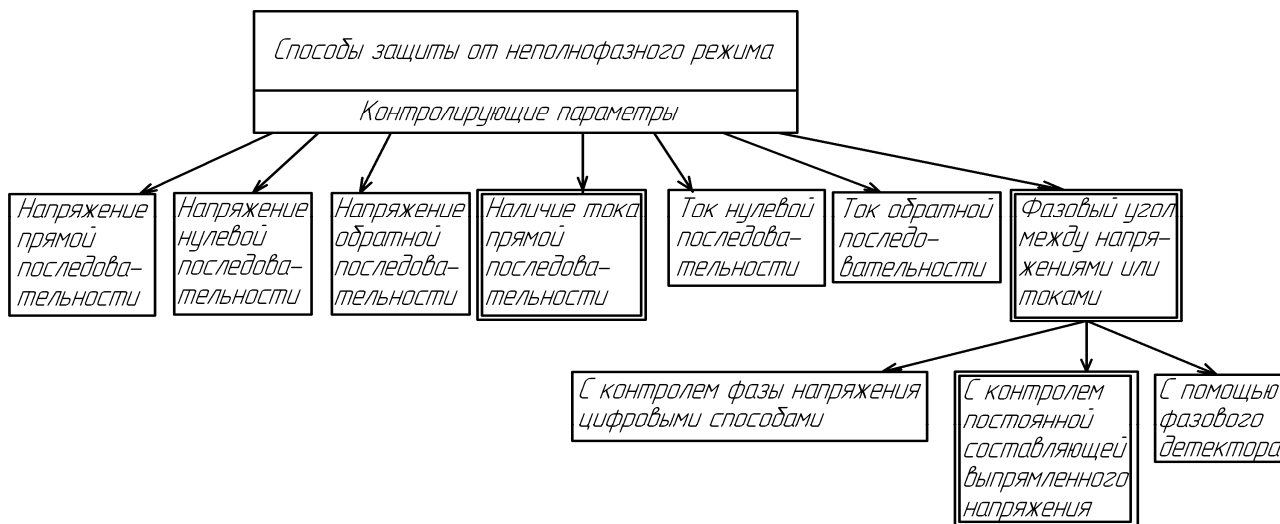 Способы защиты от неполнофазного режима
Контролирующие параметры
Напряжение
прямой
последова-
тельности
Напряжение
нулевой
последова-
тельности
Напряжение
обратной
последова-
тельности
Наличие тока
прямой
последова-
тельности
Ток нулевой
последова-
тельности
Ток обратной
последо-
вательности
Фазовый угол
между напря-
жениями или
токами
С контролем фазы напряжения
цифровыми способами
С контролем
постоянной
составляющей
выпрямленного
напряжения
С помощью
фазового
детектора